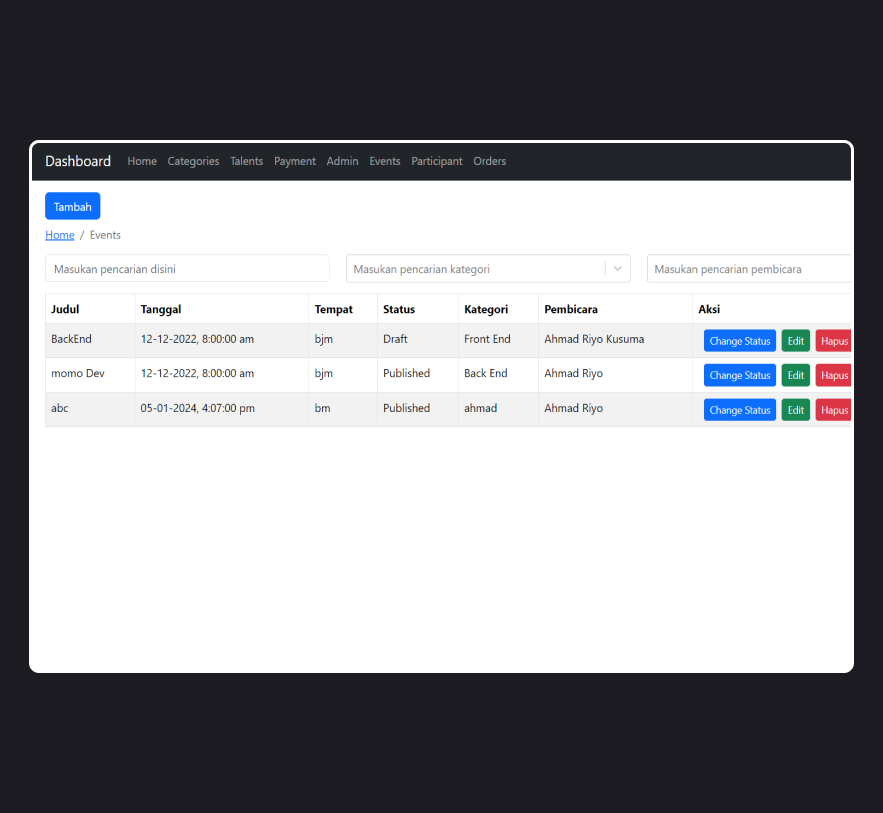 Dashboard Home Categories Talents Payment Admin Events Participant Orders
Tambah
Home / Events
Masukan pencarian disini Masukan pencarian kategori Masukan pencarian pembicara
Judul Tanggal Tempat Status Kategori Pembicara Aksi
BackEnd 12-12-2022, 8:00:00 am bjm Draft Front End Ahmad Riyo Kusuma Change Status Edit Hapus
momo Dev 12-12-2022, 8:00:00 am bjm Published Back End Ahmad Riyo Change Status Edit Hapus
abc 05-01-2024, 4:07:00 pm bm Published ahmad Ahmad Riyo Change Status Edit Hapus